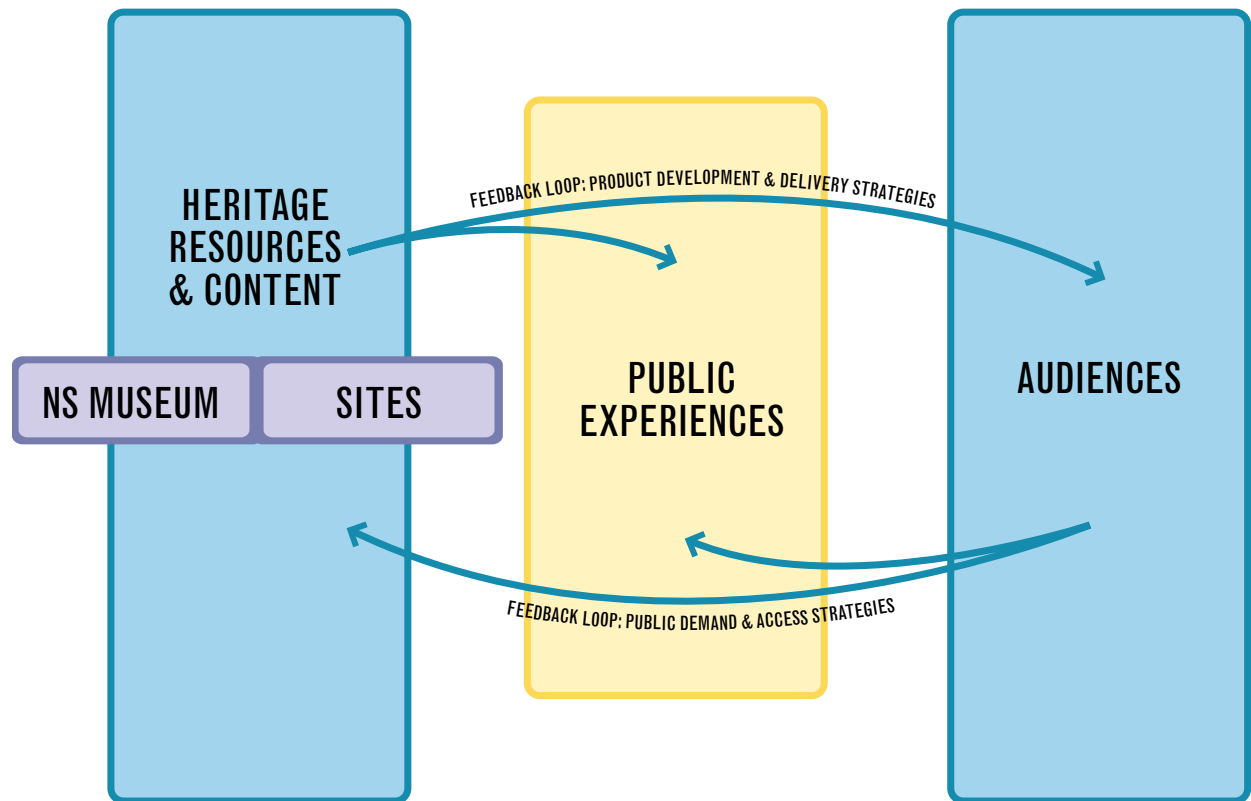 FEEDBACK LOOP: PRODUCT DEVELOPMENT & DELIVERY STRATEGIES
HERITAGE
RESOURCES
& CONTENT
NS MUSEUM
SITES
PUBLIC
EXPERIENCES
AUDIENCES
FEEDBACK LOOP: PUBLIC DEMAND & ACCESS STRATEGIES